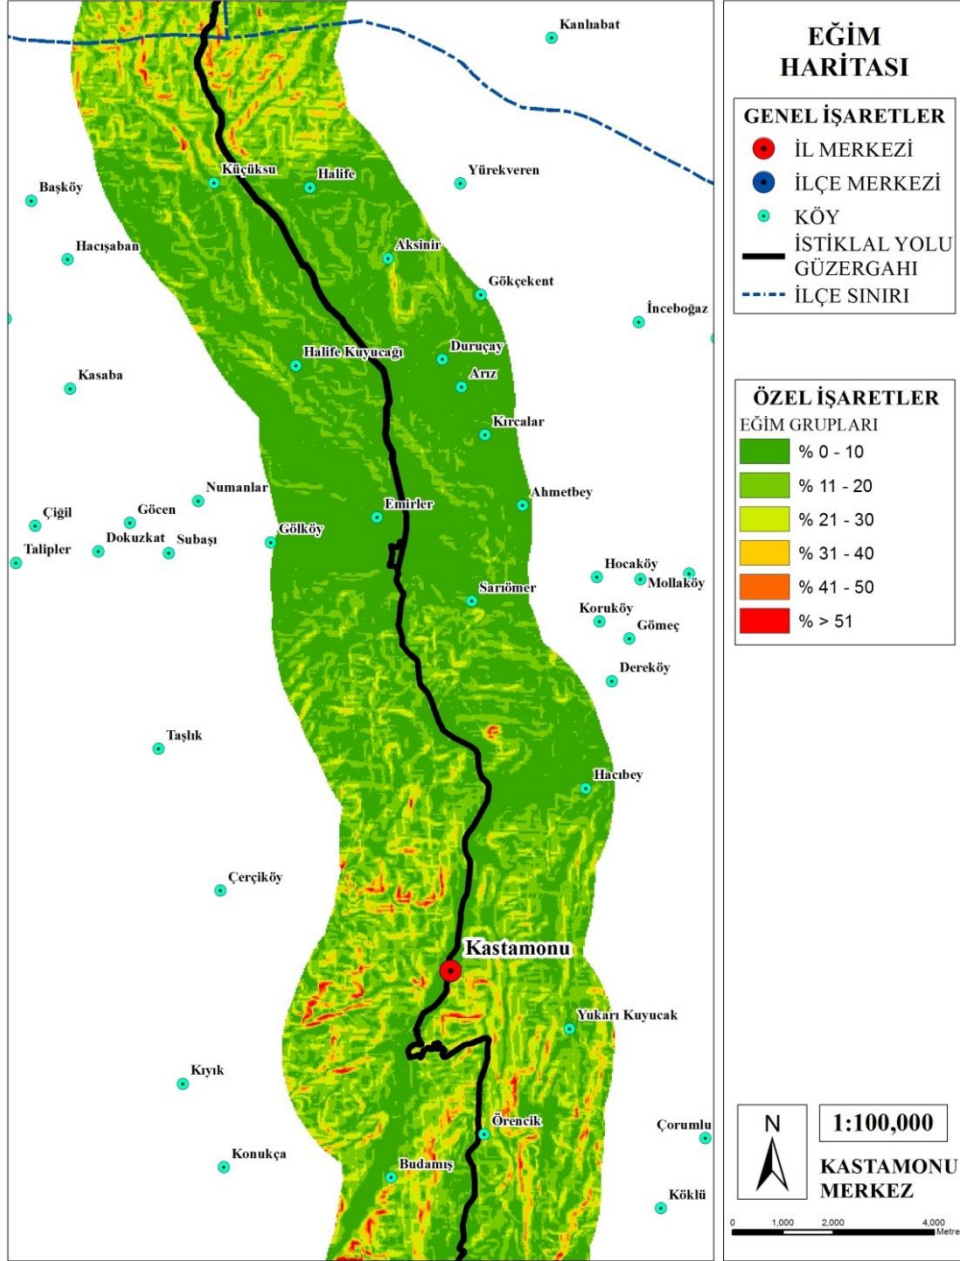 Kanlıabat
Küçüksu
Halife
Yürekveren
Başköy
Hacışaban
Aksinir
Gökçekent
İnceboğaz
Halife Kuyucağı
Duruçay
Kasaba
Arız
Kırcalar
Numanlar
Ahmetbey
Çiğil
Göcen
Emirler
Talipler
Dokuzkat
Subaşı
Gölköy
Hocaköy
Mollaköy
Sarıömer
Koruköy
Gömeç
Dereköy
Taşlık
Hacıbey
Çerçiköy
Kastamonu
Yukarı Kuyucak
Kıyık
Örencik
Çorumlu
Konukça
Budamış
Köklü
EĞİM
HARİTASI
GENEL İŞARETLER
İL MERKEZİ
İLÇE MERKEZİ
KÖY
İSTİKLAL YOLU
GÜZERGAHI
İLÇE SINIRI
ÖZEL İŞARETLER
EĞİM GRUPLARI
% 0 - 10
% 11 - 20
% 21 - 30
% 31 - 40
% 41 - 50
% > 51
N
1:100,000
KASTAMONU
MERKEZ
0 1,000 2,000 4,000
Metre